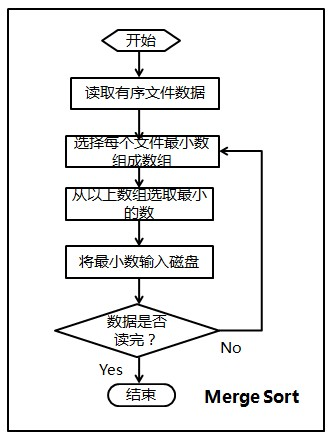 开始
读取有序文件数据
选择每个文件最小数
组成数组
从以上数组选取最小
的数
将最小数输入磁盘
数据是否
读完？
No
Yes
结束
Merge Sort